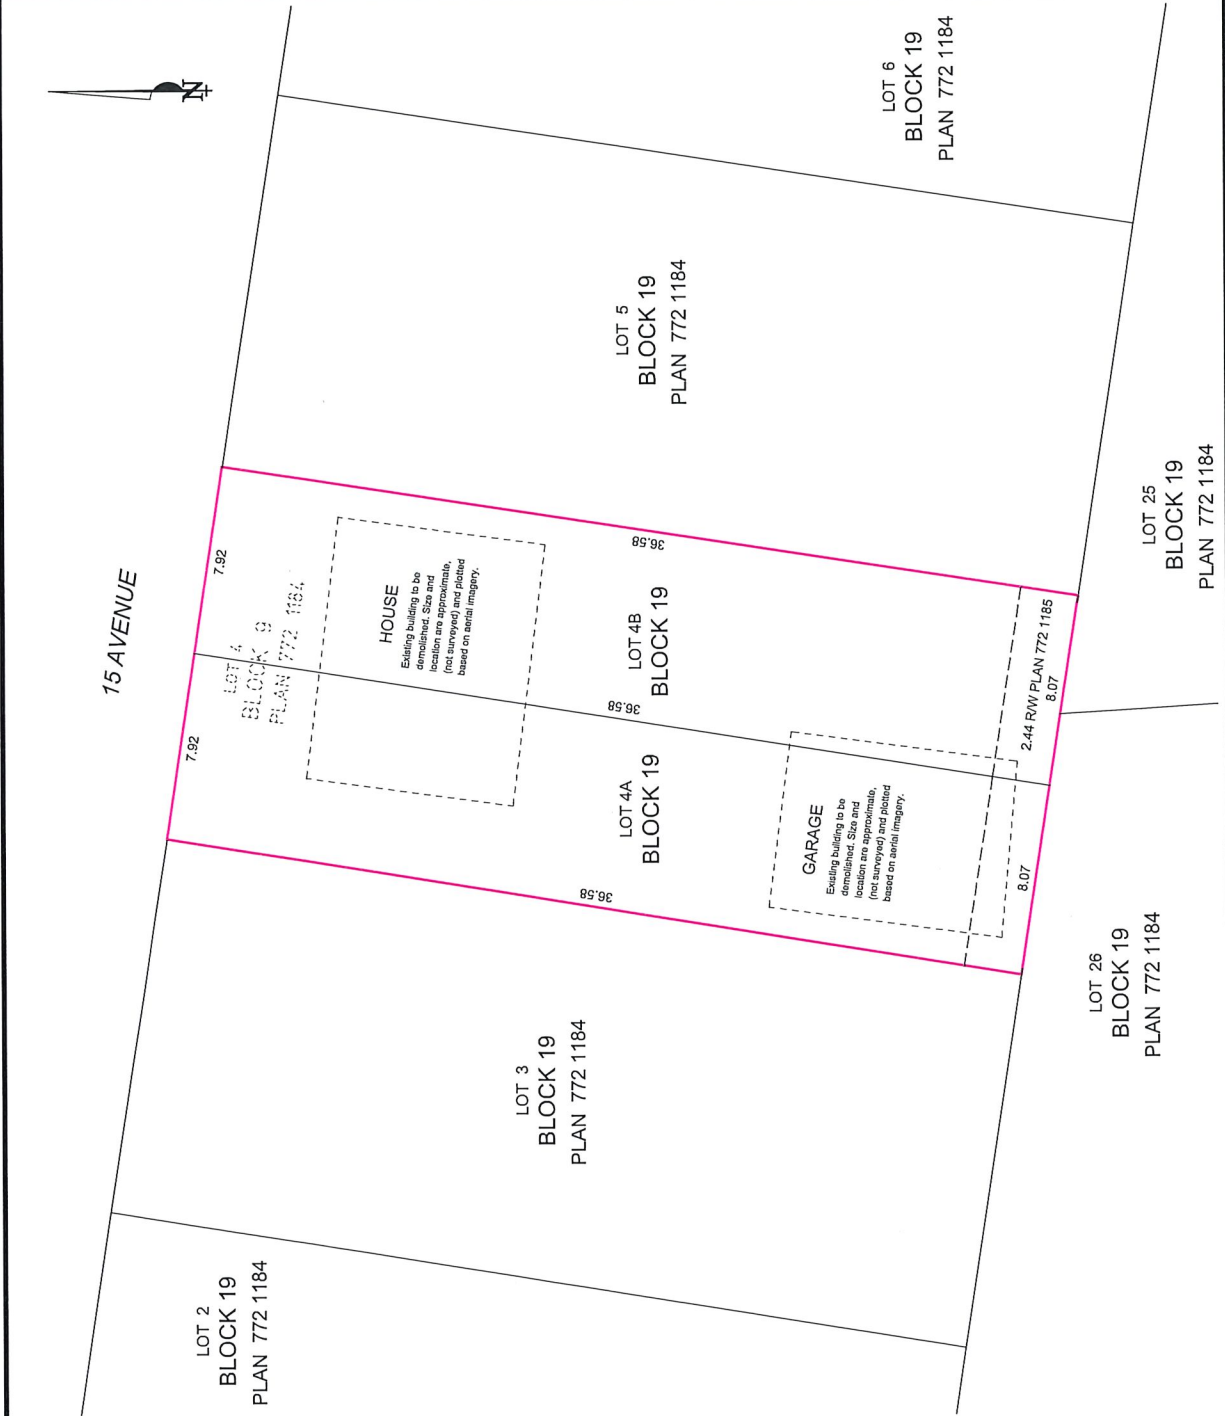 N
15 AVENUE
LOT 2
BLOCK 19
PLAN 772 1184
LOT 3
BLOCK 19
PLAN 772 1184
LOT 4
BLOCK 9
PLAN 772 1184
7.92
7.92
HOUSE
Existing building to be
demolished. Size and
location are approximate,
(not surveyed) and plotted
based on aerial imagery.
36.58
36.58
36.58
LOT 4A
BLOCK 19
LOT 4B
BLOCK 19
GARAGE
Existing building to be
demolished. Size and
location are approximate,
(not surveyed) and plotted
based on aerial imagery.
2.44 R/W PLAN 772 1185
8.07
8.07
LOT 5
BLOCK 19
PLAN 772 1184
LOT 6
BLOCK 19
PLAN 772 1184
LOT 26
BLOCK 19
PLAN 772 1184
LOT 25
BLOCK 19
PLAN 772 1184